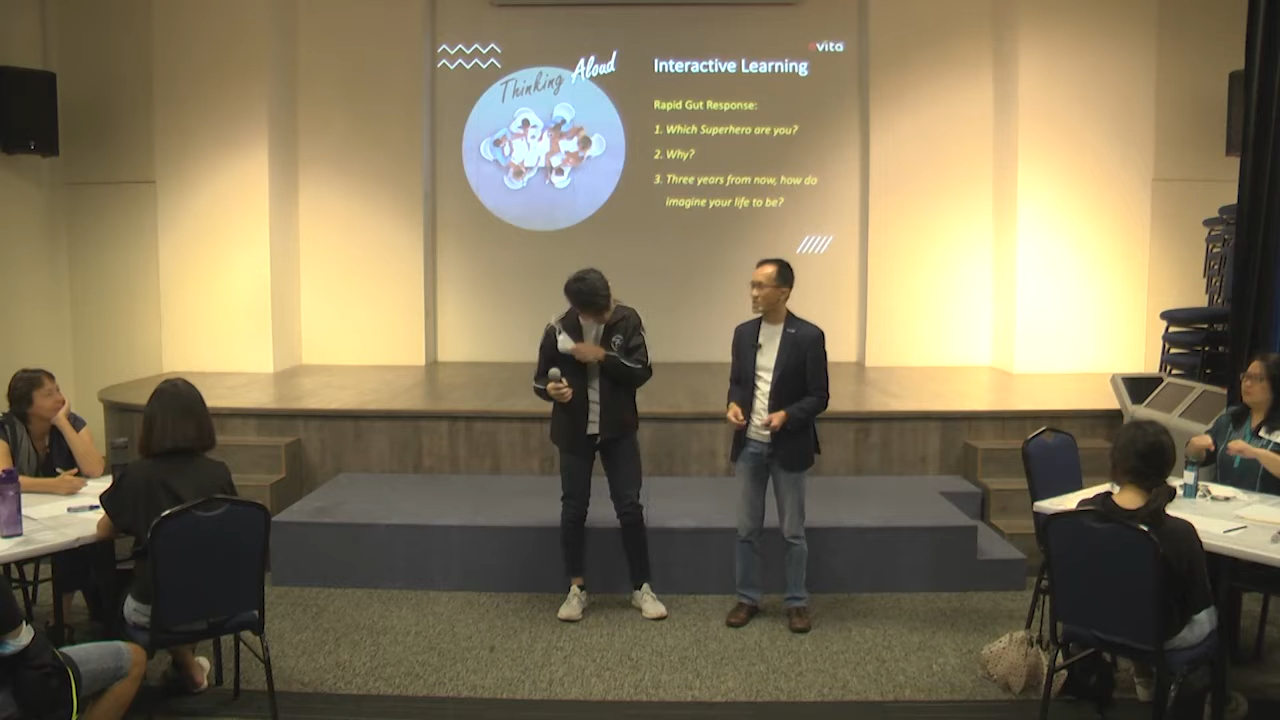 Thinking Aloud
vito
Interactive Learning
Rapid Gut Response:
1. Which Superhero are you?
2. Why?
3. Three years from now, how do
imagine your life to be?